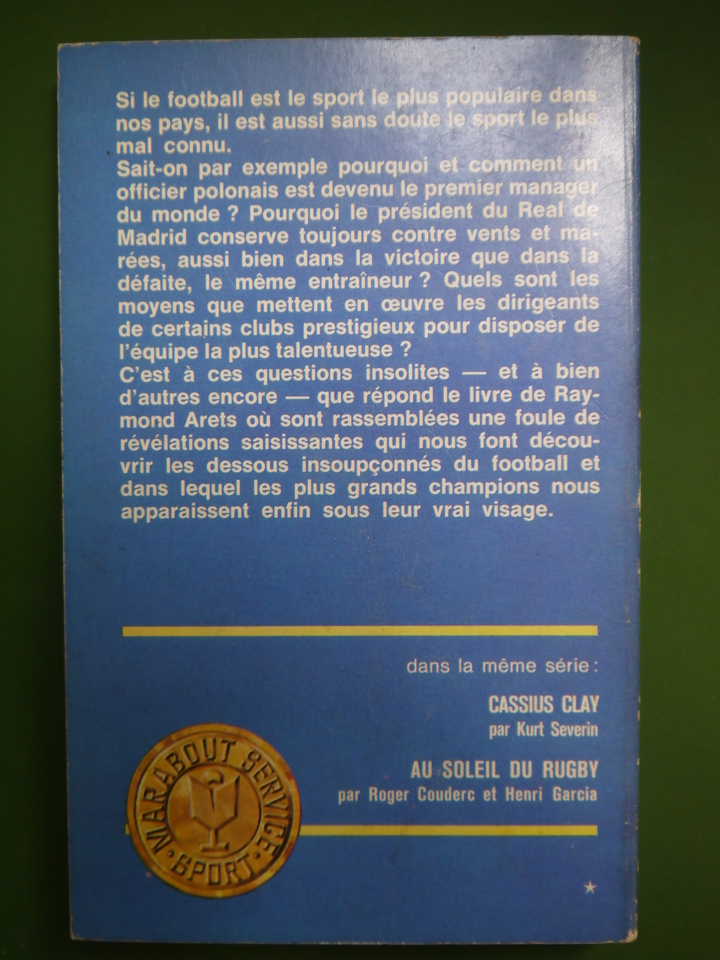 Si le football est le sport le plus populaire dans
nos pays, il est aussi sans doute le sport le plus
mal connu.
Sait-on par exemple pourquoi et comment un
officier polonais est devenu le premier manager
du monde ? Pourquoi le président du Real de
Madrid conserve toujours contre vents et ma-
rées, aussi bien dans la victoire que dans la
défaite, le même entraîneur ? Quels sont les
moyens que mettent en œuvre les dirigeants
de certains clubs prestigieux pour disposer de
l'équipe la plus talentueuse ?
C'est à ces questions insolites — et à bien
d'autres encore — que répond le livre de Ray-
mond Arets où sont rassemblées une foule de
révélations saisissantes qui nous font décou-
vrir les dessous insoupçonnés du football et
dans lequel les plus grands champions nous
apparaissent enfin sous leur vrai visage.
dans la même série :
CASSIUS CLAY
par Kurt Severin
AU SOLEIL DU RUGBY
par Roger Couderc et Henri Garcia
MARABOUT SERVICE
· SPORT ·